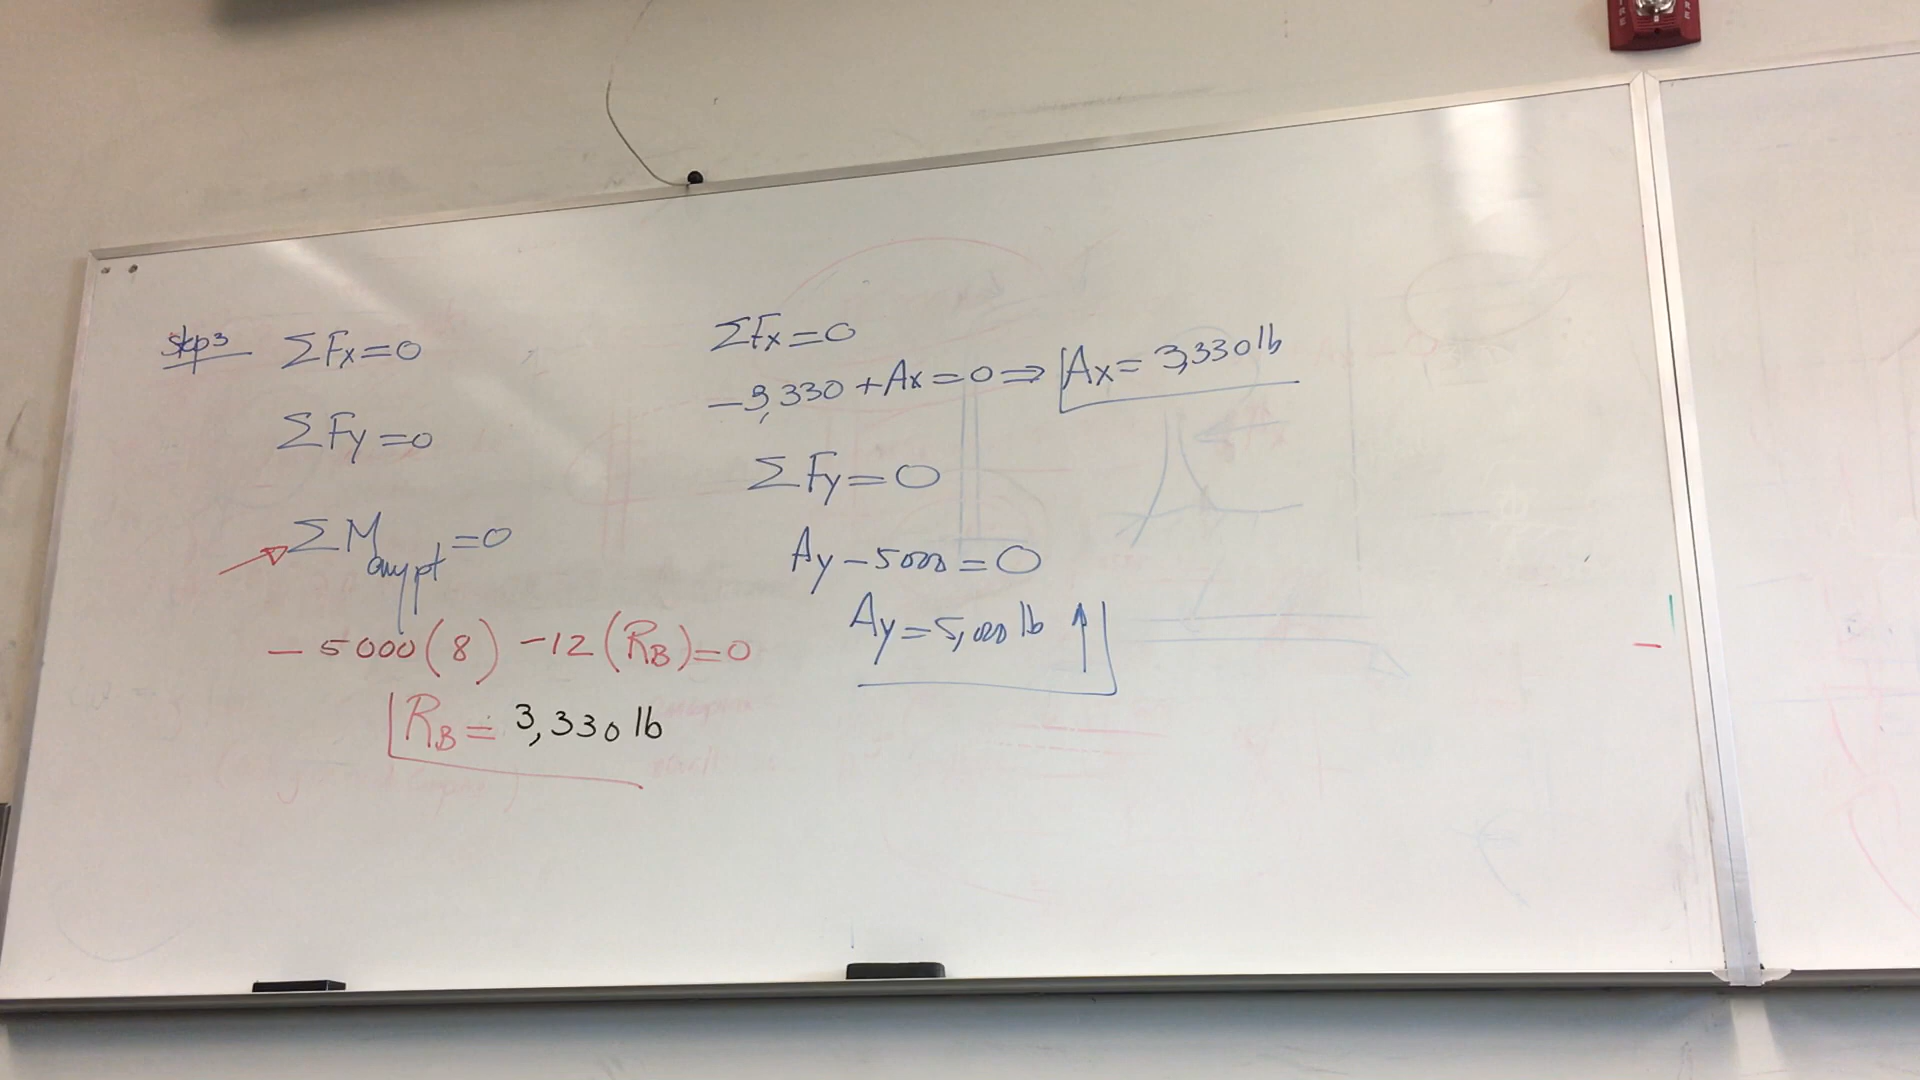 Step 3 ΣFx=0
ΣFy=0
ΣM any pt =0
-5000(8) -12(RB)=0
RB= 3,330 lb
ΣFx=0
-3,330+Ax=0⇒ Ax= 3,330 lb
ΣFy=0
Ay-5000=0
Ay=5,000 lb ↑